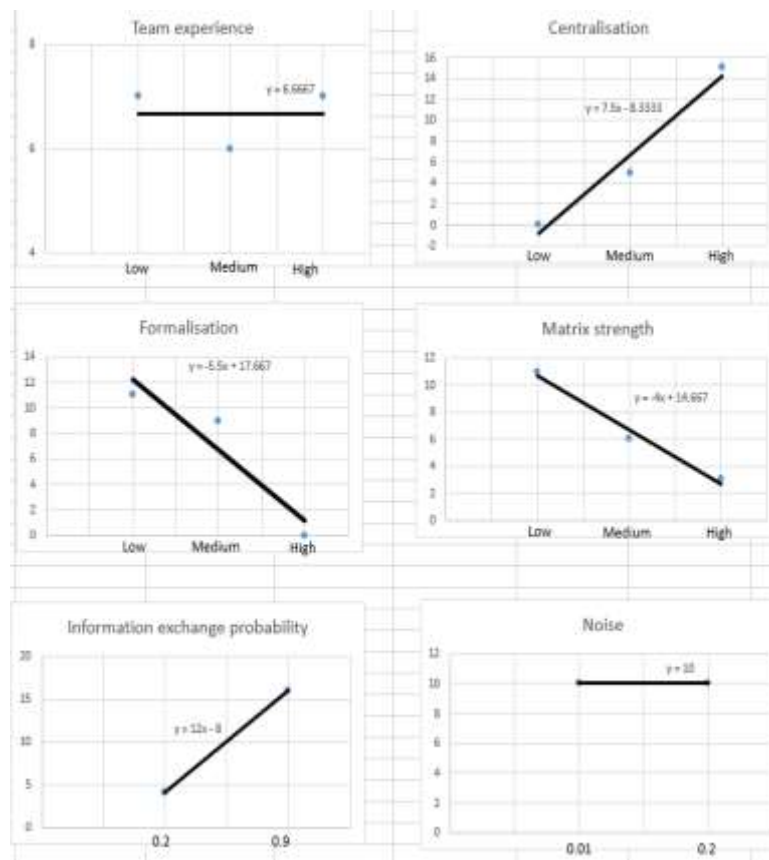 Team experience
8
6
4
y = 6.6667
Low Medium High
Centralisation
16
14
12
10
8
6
4
2
0
-2
y = 7.5x - 8.3333
Low Medium High
Formalisation
14
12
10
8
6
4
2
0
y = -5.5x + 17.667
Low Medium High
Matrix strength
12
10
8
6
4
2
0
y = -4x + 14.667
Low Medium High
Information exchange probability
20
15
10
5
0
y = 12x - 8
0.2 0.9
Noise
12
10
8
6
4
2
0
y = 10
0.01 0.2